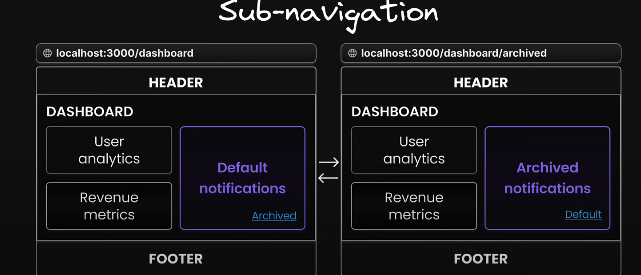 Sub-navigation
localhost:3000/dashboard
HEADER
DASHBOARD
User
analytics
Revenue
metrics
Default
notifications
Archived
FOOTER
localhost:3000/dashboard/archived
HEADER
DASHBOARD
User
analytics
Revenue
metrics
Archived
notifications
Default
FOOTER